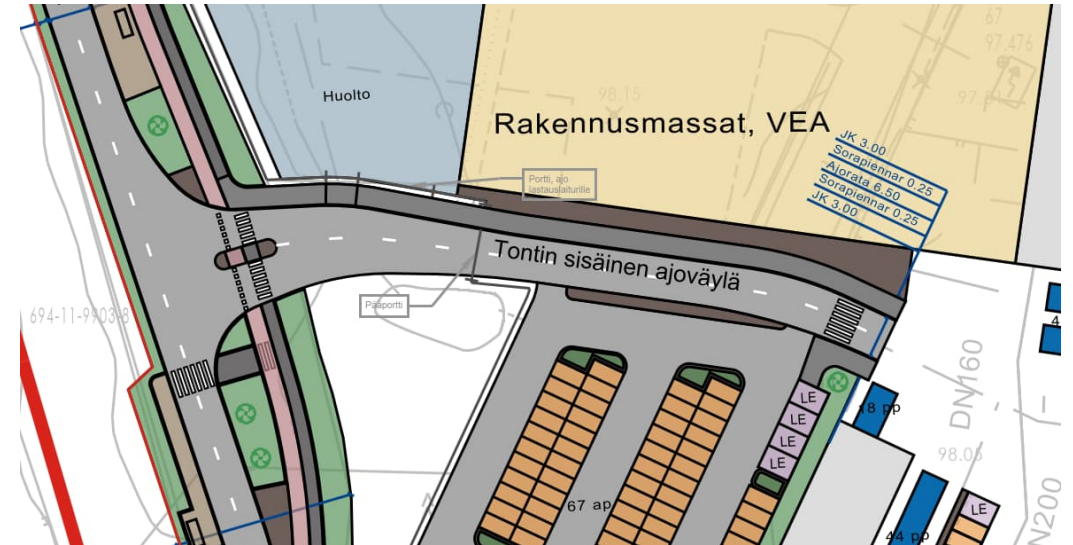 67
97.476
98.15
Huolto
Rakennusmassat, VEA
JK 3.00
Sorapiennar 0.25
Ajorata 6.50
Sorapiennar 0.25
JK 3.00
Portti, ajo
lastauslaiturille
Tontin sisäinen ajoväylä
Pääportti
694-11-9903-8
DN160
LE
LE
LE
LE
18 pp
98.05
67 ap
LE
44 pp